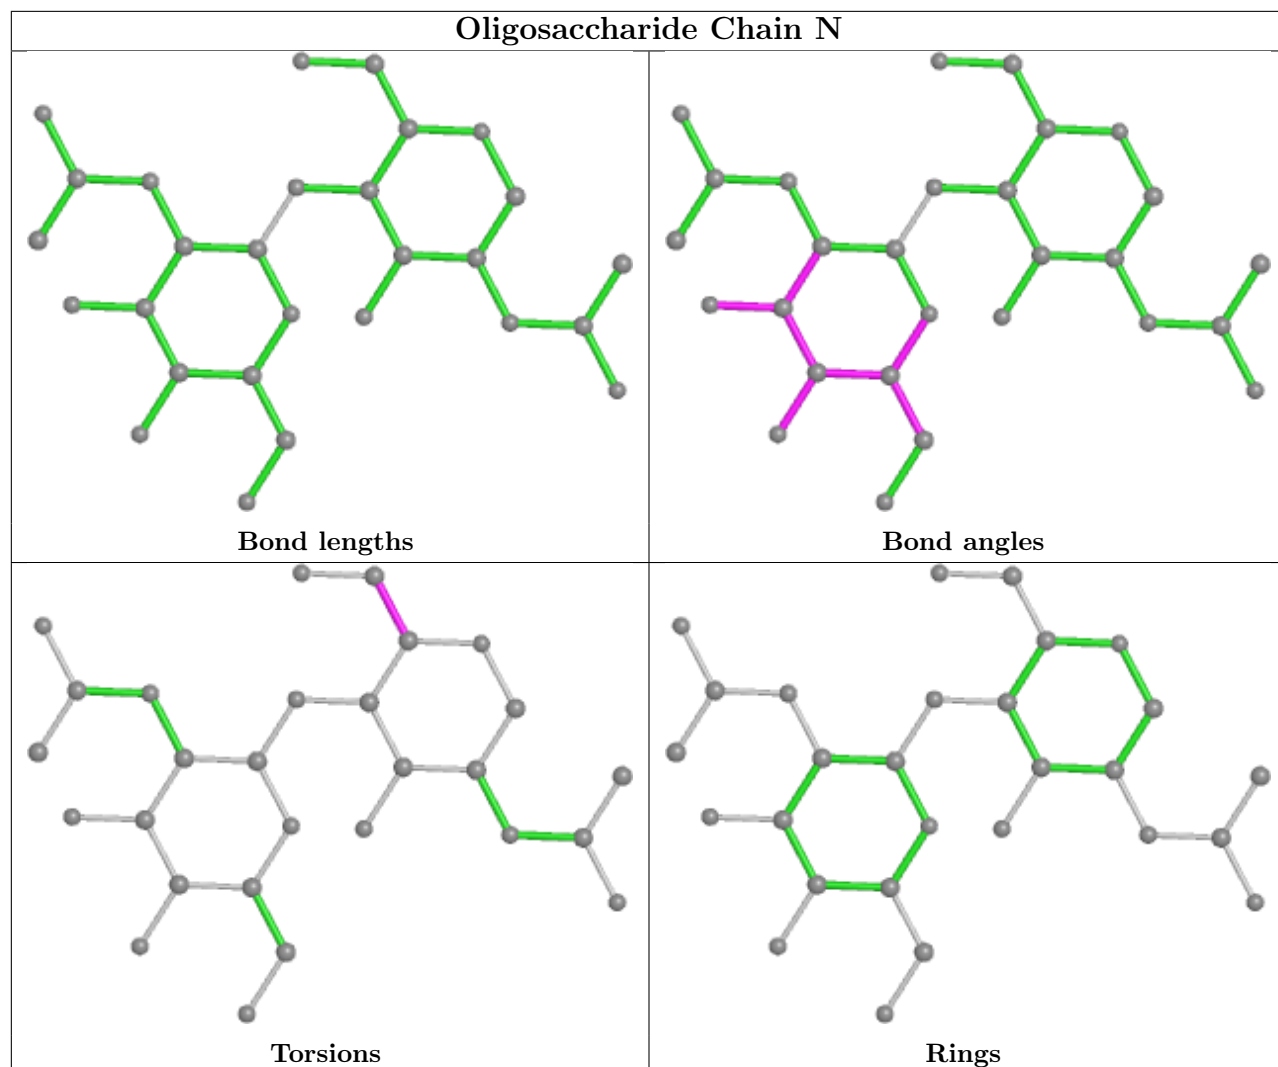 Oligosaccharide Chain N
Bond lengths
Bond angles
Torsions
Rings